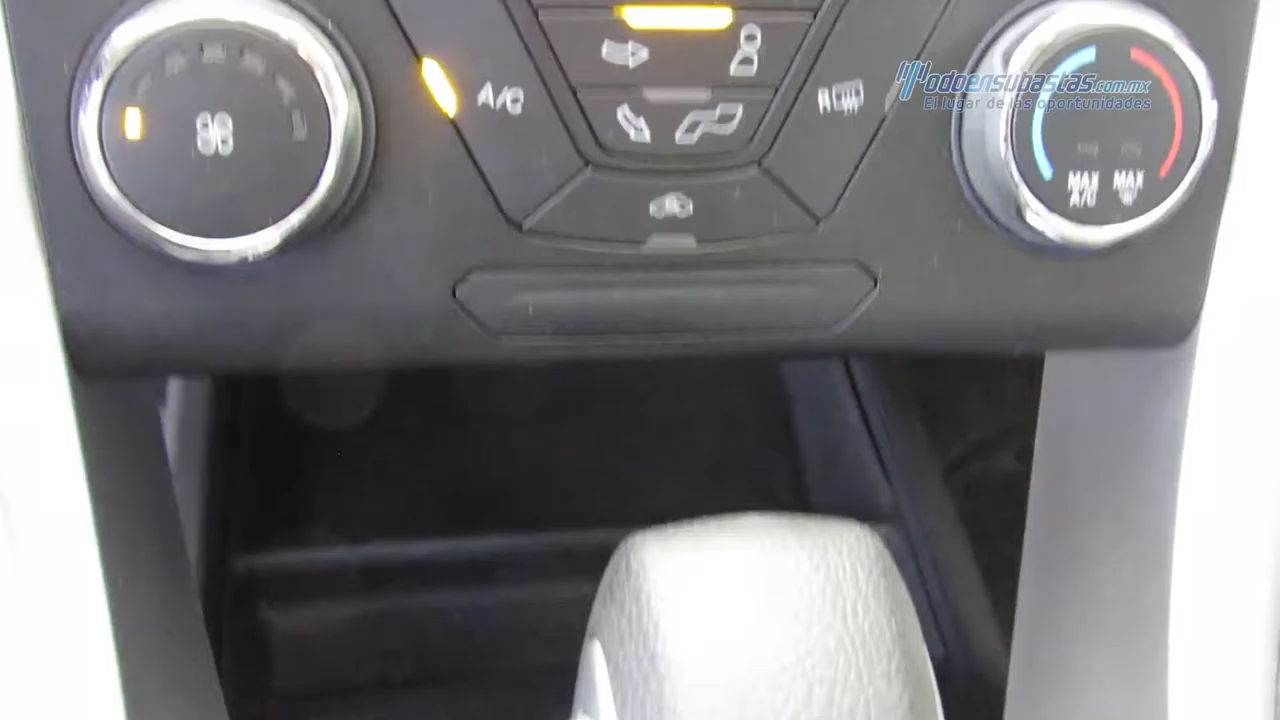 A/C
R
Todoensubastas.com.mx
El lugar de las oportunidades
MAX
A/C
MAX